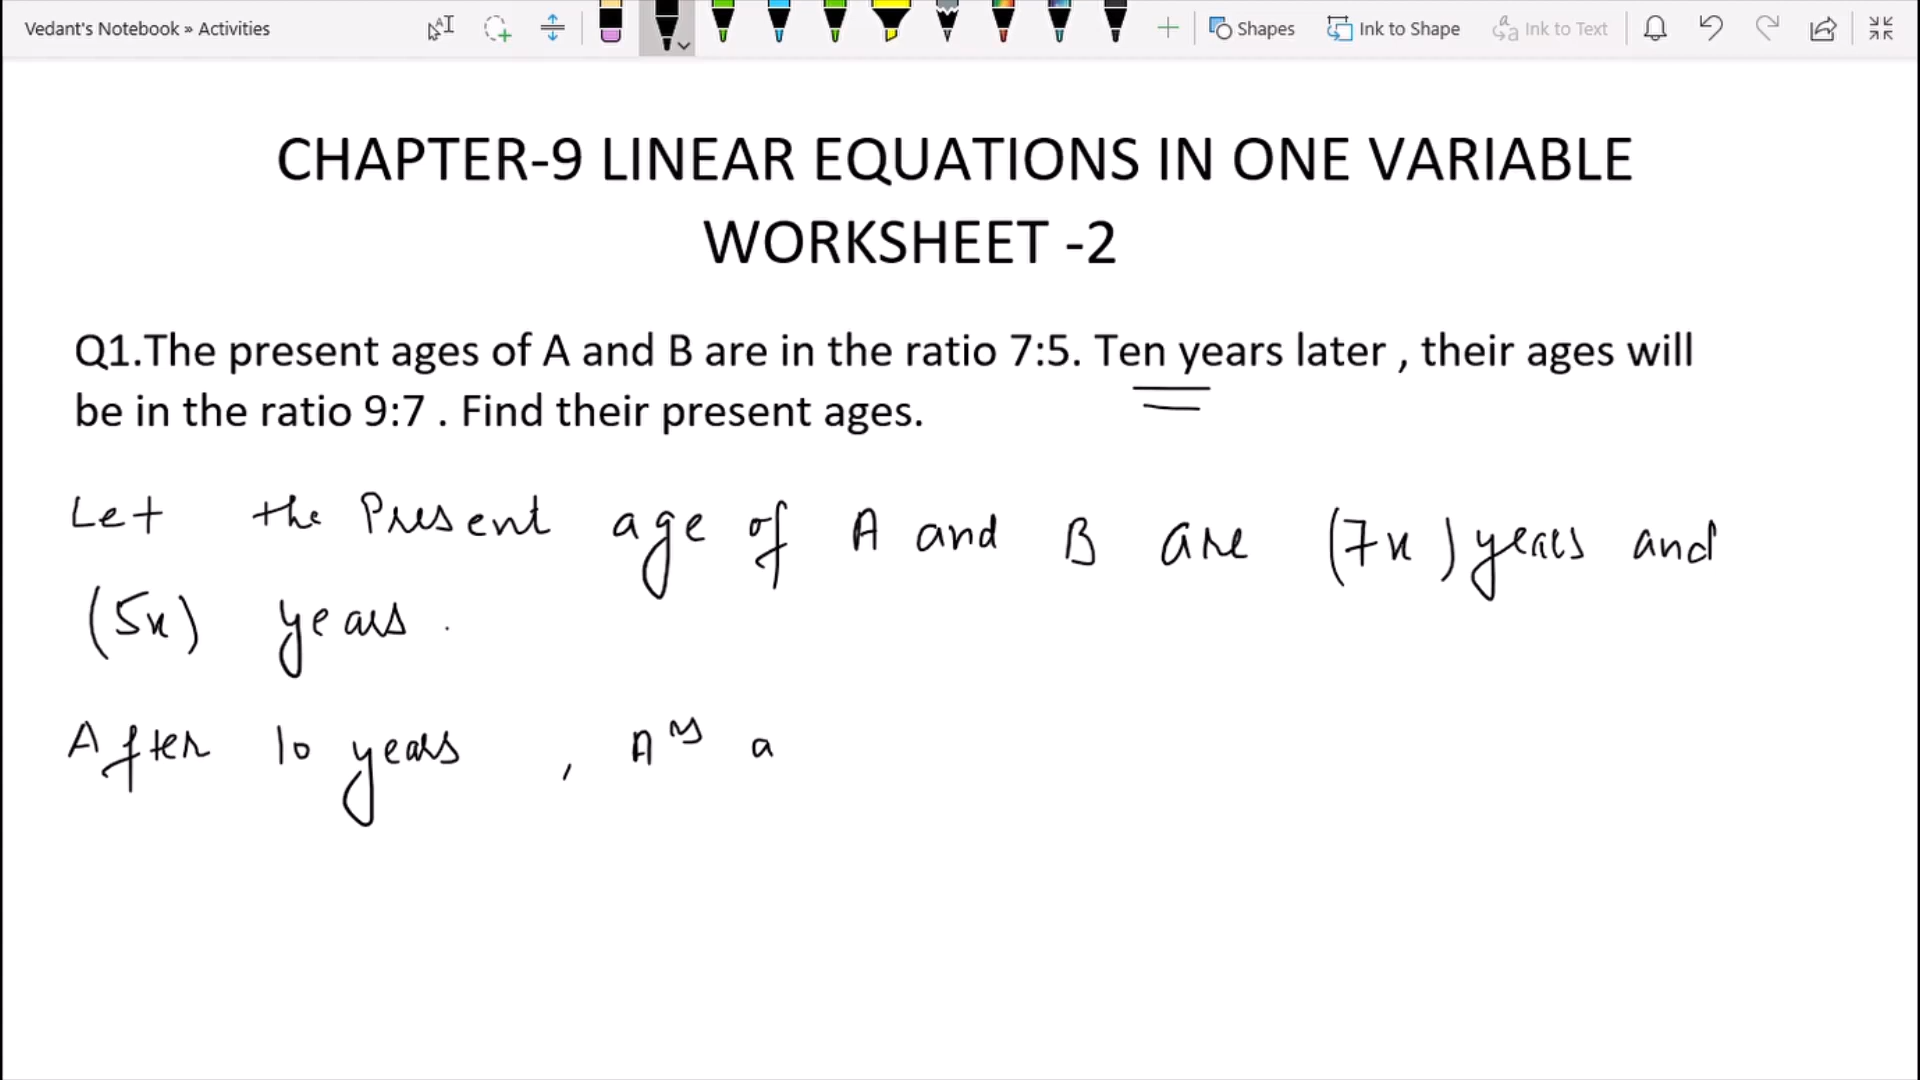 Vedant's Notebook » Activities
Shapes
Ink to Shape
Ink to Text
CHAPTER-9 LINEAR EQUATIONS IN ONE VARIABLE
WORKSHEET -2
Q1.The present ages of A and B are in the ratio 7:5. Ten years later , their ages will
be in the ratio 9:7 . Find their present ages.
Let the Present age of A and B are (7x) years and
(5x) years .
After 10 years , A's a